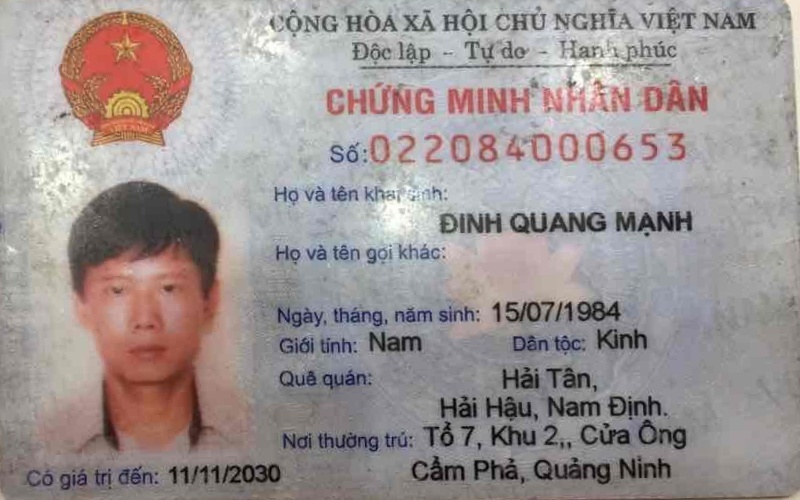 CỘNG HÒA XÃ HỘI CHỦ NGHĨA VIỆT NAM
Độc lập - Tự do - Hạnh phúc
CHỨNG MINH NHÂN DÂN
Số: 022084000653
Họ và tên khai sinh:
ĐINH QUANG MẠNH
Họ và tên gọi khác:
Ngày, tháng, năm sinh: 15/07/1984
Giới tính: Nam Dân tộc: Kinh
Quê quán: Hải Tân,
Hải Hậu, Nam Định.
Nơi thường trú: Tổ 7, Khu 2,, Cửa Ông
Cẩm Phả, Quảng Ninh
Có giá trị đến: 11/11/2030
VIỆT NAM